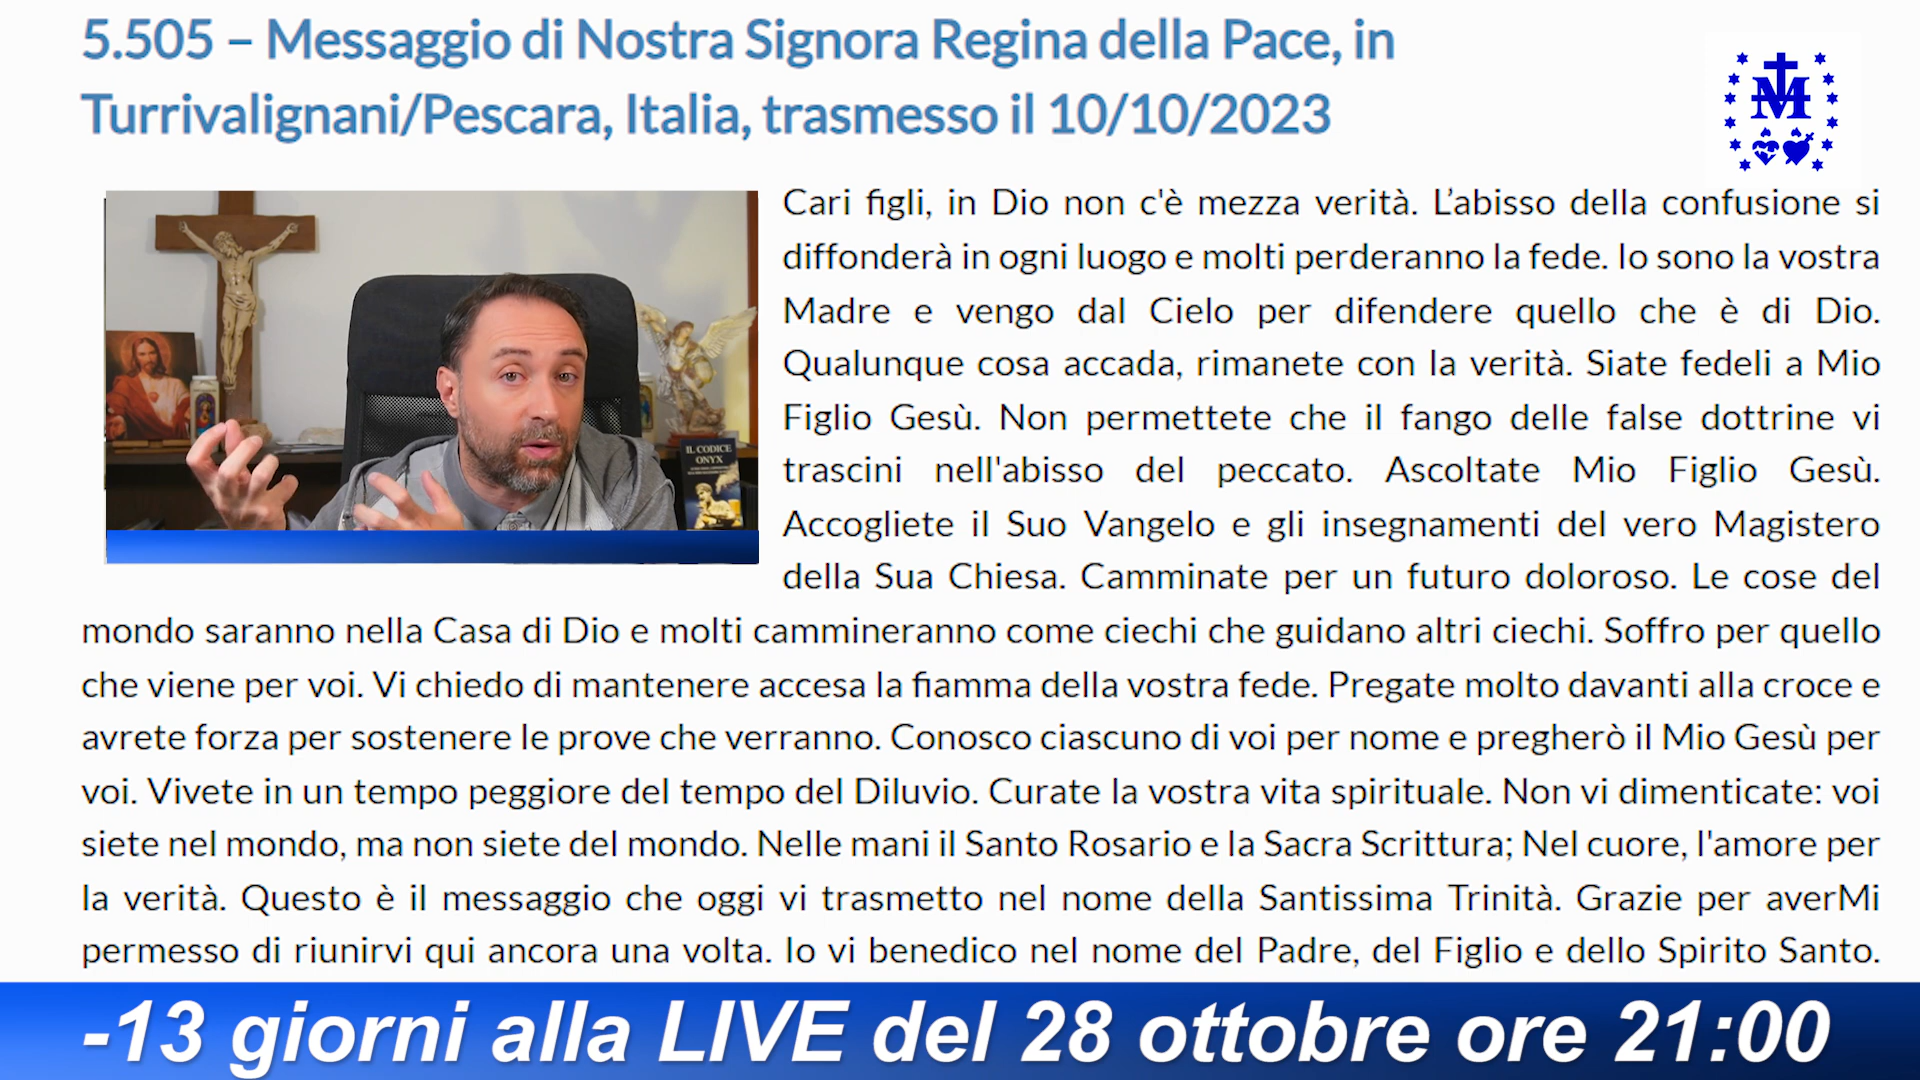 5.505 – Messaggio di Nostra Signora Regina della Pace, in
Turrivalignani/Pescara, Italia, trasmesso il 10/10/2023
Cari figli, in Dio non c'è mezza verità. L’abisso della confusione si
diffonderà in ogni luogo e molti perderanno la fede. Io sono la vostra
Madre e vengo dal Cielo per difendere quello che è di Dio.
Qualunque cosa accada, rimanete con la verità. Siate fedeli a Mio
Figlio Gesù. Non permettete che il fango delle false dottrine vi
trascini nell'abisso del peccato. Ascoltate Mio Figlio Gesù.
Accogliete il Suo Vangelo e gli insegnamenti del vero Magistero
della Sua Chiesa. Camminate per un futuro doloroso. Le cose del
mondo saranno nella Casa di Dio e molti cammineranno come ciechi che guidano altri ciechi. Soffro per quello
che viene per voi. Vi chiedo di mantenere accesa la fiamma della vostra fede. Pregate molto davanti alla croce e
avrete forza per sostenere le prove che verranno. Conosco ciascuno di voi per nome e pregherò il Mio Gesù per
voi. Vivete in un tempo peggiore del tempo del Diluvio. Curate la vostra vita spirituale. Non vi dimenticate: voi
siete nel mondo, ma non siete del mondo. Nelle mani il Santo Rosario e la Sacra Scrittura; Nel cuore, l'amore per
la verità. Questo è il messaggio che oggi vi trasmetto nel nome della Santissima Trinità. Grazie per averMi
permesso di riunirvi qui ancora una volta. Io vi benedico nel nome del Padre, del Figlio e dello Spirito Santo.
IL CODICE
ONYX
-13 giorni alla LIVE del 28 ottobre ore 21:00